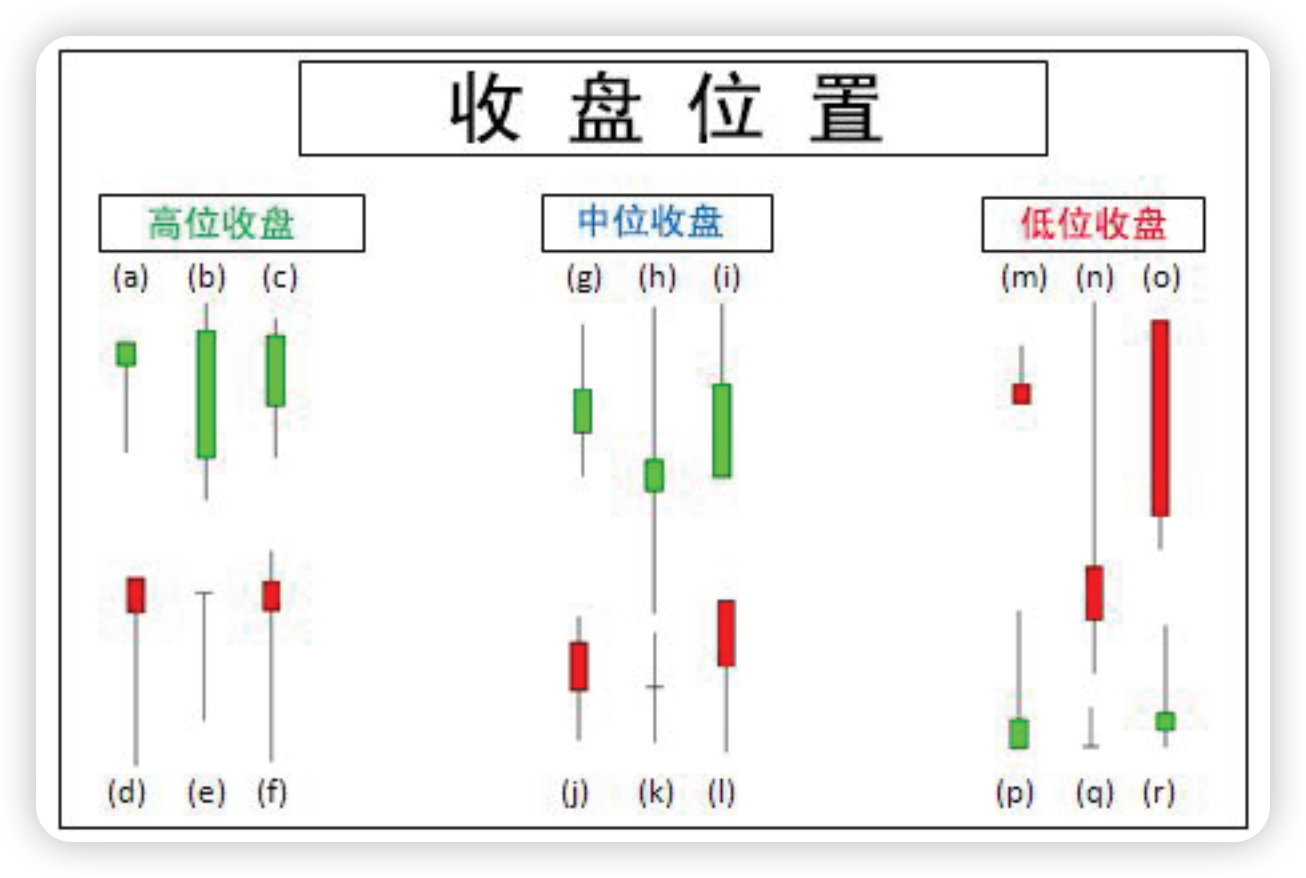 收盘位置
高位收盘 中位收盘 低位收盘
(a) (b) (c) (g) (h) (i) (m) (n) (o)
(d) (e) (f) (j) (k) (l) (p) (q) (r)